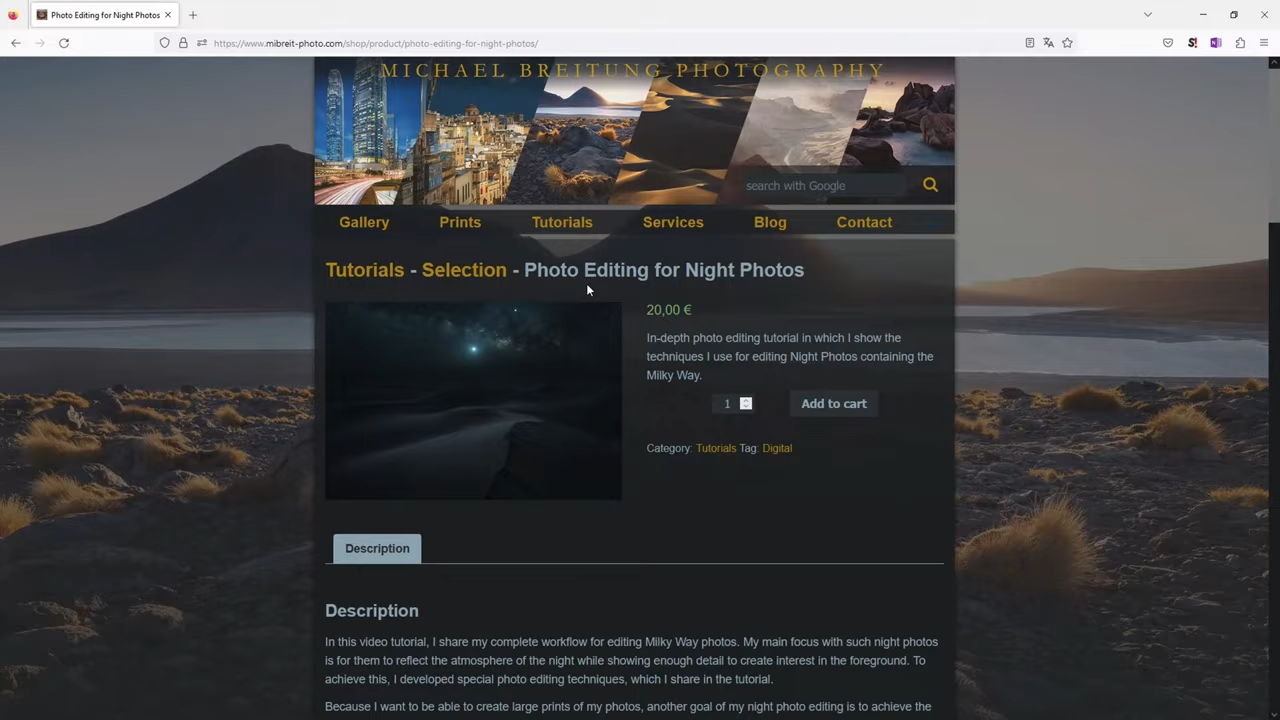 Photo Editing for Night Photos
https://www.mibreit-photo.com/shop/product/photo-editing-for-night-photos/
MICHAEL BREITUNG PHOTOGRAPHY
search with Google
Gallery Prints Tutorials Services Blog Contact
Tutorials - Selection - Photo Editing for Night Photos
20,00 €
In-depth photo editing tutorial in which I show the
techniques I use for editing Night Photos containing the
Milky Way.
1 Add to cart
Category: Tutorials Tag: Digital
Description
Description
In this video tutorial, I share my complete workflow for editing Milky Way photos. My main focus with such night photos
is for them to reflect the atmosphere of the night while showing enough detail to create interest in the foreground. To
achieve this, I developed special photo editing techniques, which I share in the tutorial.
Because I want to be able to create large prints of my photos, another goal of my night photo editing is to achieve the